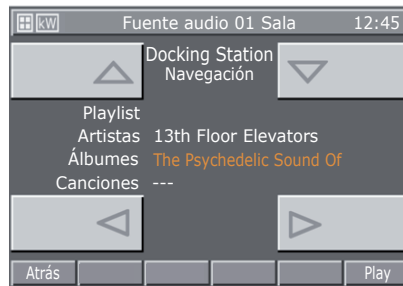 kW Fuente audio 01 Sala 12:45
Docking Station
Navegación
Playlist
Artistas 13th Floor Elevators
Álbumes The Psychedelic Sound Of
Canciones ---
Atrás Play